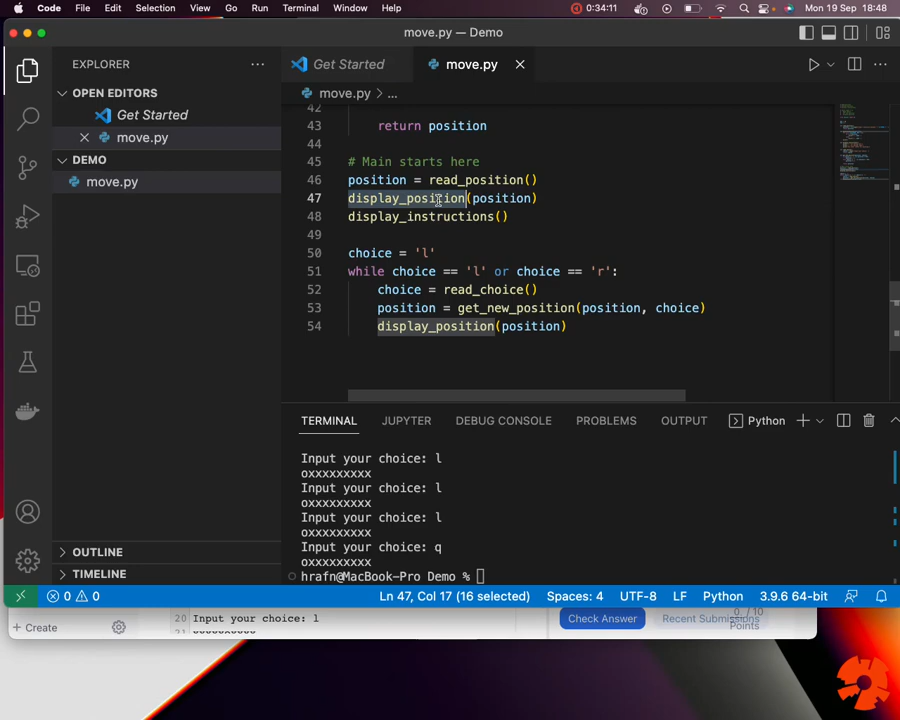 Code File Edit Selection View Go Run Terminal Window Help 0:34:11 Mon 19 Sep 18:48
move.py — Demo
EXPLORER
Get Started
move.py
move.py > ...
OPEN EDITORS
Get Started
move.py
DEMO
move.py
42
43 return position
44
45 # Main starts here
46 position = read_position()
47 display_position(position)
48 display_instructions()
49
50 choice = 'l'
51 while choice == 'l' or choice == 'r':
52 choice = read_choice()
53 position = get_new_position(position, choice)
54 display_position(position)
TERMINAL JUPYTER DEBUG CONSOLE PROBLEMS OUTPUT Python
Input your choice: l
oxxxxxxxxx
Input your choice: l
oxxxxxxxxx
Input your choice: l
oxxxxxxxxx
Input your choice: q
oxxxxxxxxx
hrafn@MacBook-Pro Demo %
OUTLINE
TIMELINE
0 0 Ln 47, Col 17 (16 selected) Spaces: 4 UTF-8 LF Python 3.9.6 64-bit
Create
20 Input your choice: l
21
Check Answer
Recent Submissions
0 / 10
Points